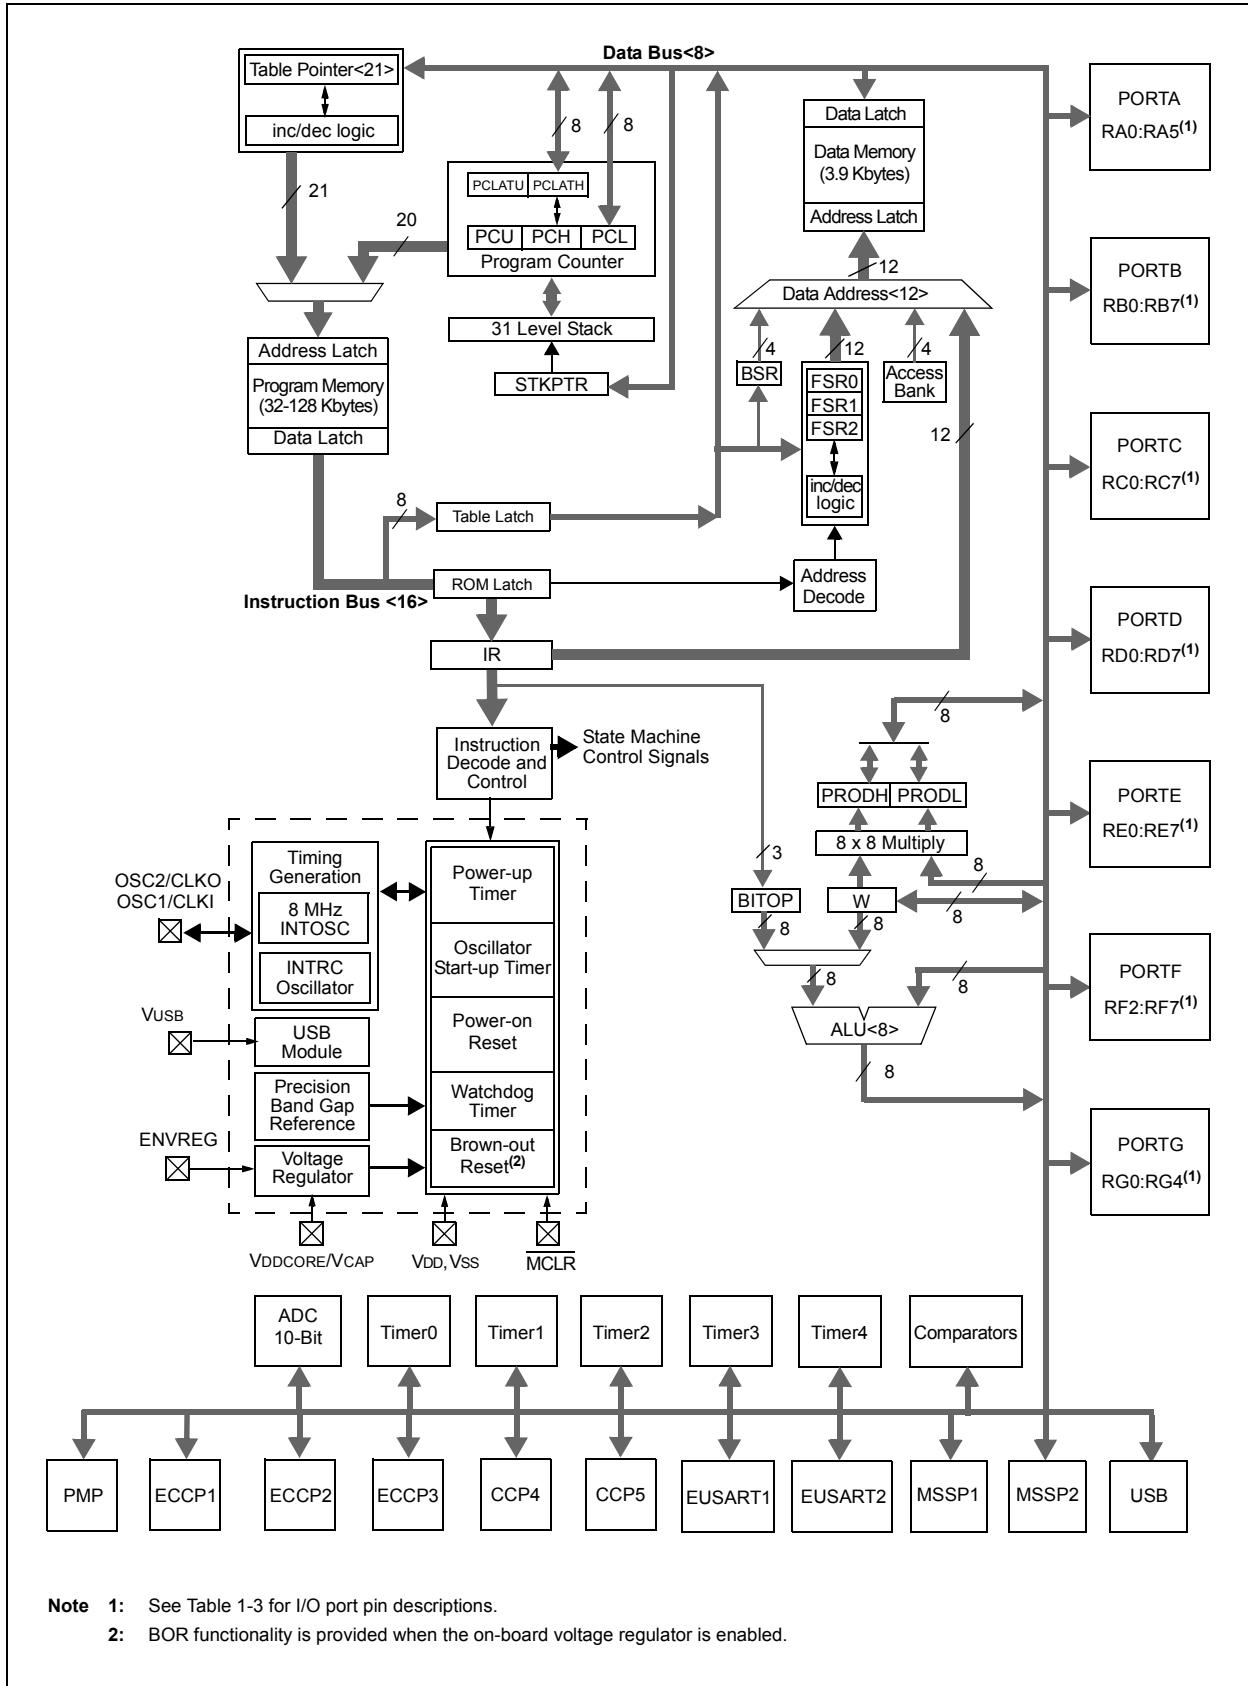 Data Bus<8>
Table Pointer<21>
inc/dec logic
21
20
8
8
PCLATU PCLATH
PCU PCH PCL
Program Counter
31 Level Stack
STKPTR
Data Latch
Data Memory
(3.9 Kbytes)
Address Latch
12
Data Address<12>
4
12
4
BSR
FSR0
FSR1
FSR2
inc/dec
logic
Access
Bank
12
Address Latch
Program Memory
(32-128 Kbytes)
Data Latch
8
Table Latch
ROM Latch
Instruction Bus <16>
Address
Decode
IR
Instruction
Decode and
Control
State Machine
Control Signals
8
PRODH PRODL
8 x 8 Multiply
3
8
BITOP
W
8
8
8
8
8
ALU<8>
8
OSC2/CLKO
OSC1/CLKI
Timing
Generation
8 MHz
INTOSC
INTRC
Oscillator
VUSB
USB
Module
Precision
Band Gap
Reference
ENVREG
Voltage
Regulator
Power-up
Timer
Oscillator
Start-up Timer
Power-on
Reset
Watchdog
Timer
Brown-out
Reset(2)
VDDCORE/VCAP
VDD, VSS
MCLR
PORTA
RA0:RA5(1)
PORTB
RB0:RB7(1)
PORTC
RC0:RC7(1)
PORTD
RD0:RD7(1)
PORTE
RE0:RE7(1)
PORTF
RF2:RF7(1)
PORTG
RG0:RG4(1)
ADC
10-Bit
Timer0
Timer1
Timer2
Timer3
Timer4
Comparators
PMP
ECCP1
ECCP2
ECCP3
CCP4
CCP5
EUSART1
EUSART2
MSSP1
MSSP2
USB
Note 1: See Table 1-3 for I/O port pin descriptions.
2: BOR functionality is provided when the on-board voltage regulator is enabled.